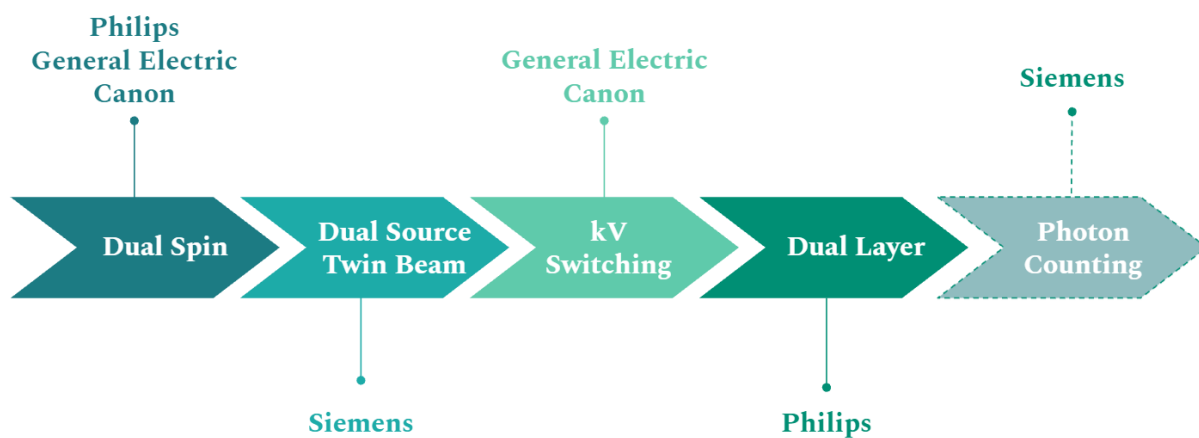 Philips
General Electric
Canon
General Electric
Canon
Siemens
Dual Spin
Dual Source
Twin Beam
kV
Switching
Dual Layer
Photon
Counting
Siemens
Philips